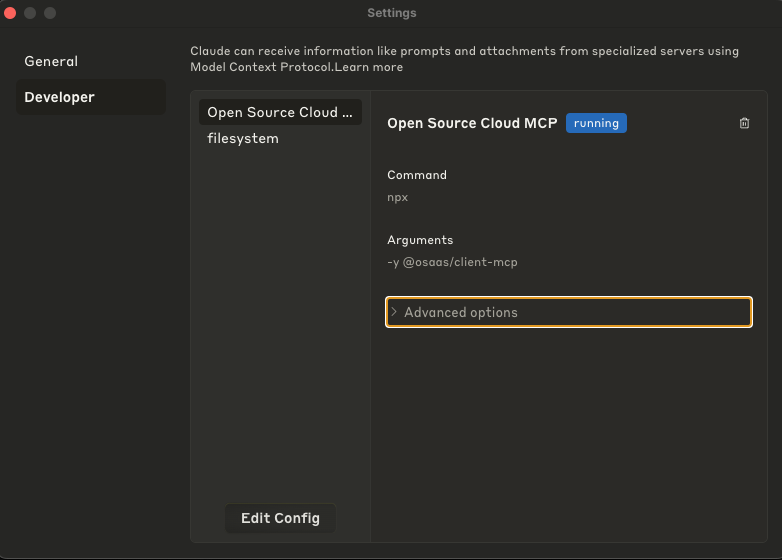 Settings
General
Developer
Claude can receive information like prompts and attachments from specialized servers using
Model Context Protocol.Learn more
Open Source Cloud ...
filesystem
Edit Config
Open Source Cloud MCP running
Command
npx
Arguments
-y @osaas/client-mcp
Advanced options